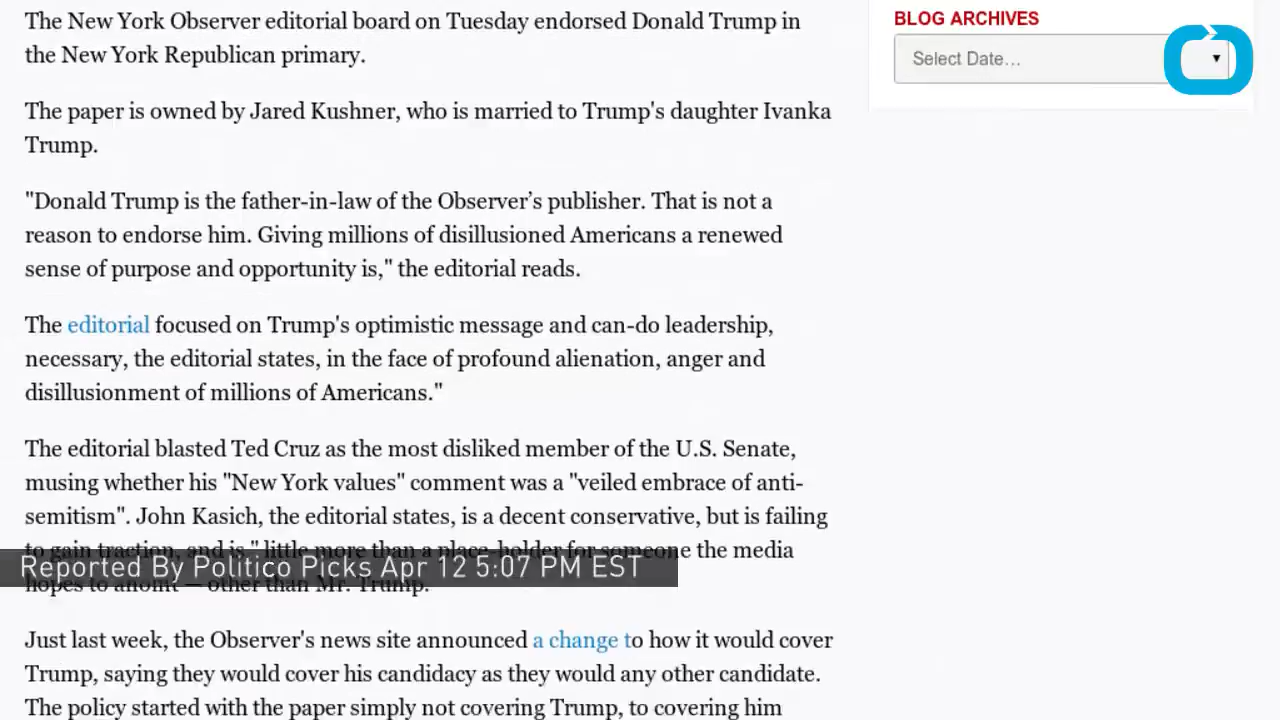 The New York Observer editorial board on Tuesday endorsed Donald Trump in
the New York Republican primary.
The paper is owned by Jared Kushner, who is married to Trump's daughter Ivanka
Trump.
"Donald Trump is the father-in-law of the Observer’s publisher. That is not a
reason to endorse him. Giving millions of disillusioned Americans a renewed
sense of purpose and opportunity is," the editorial reads.
The editorial focused on Trump's optimistic message and can-do leadership,
necessary, the editorial states, in the face of profound alienation, anger and
disillusionment of millions of Americans."
The editorial blasted Ted Cruz as the most disliked member of the U.S. Senate,
musing whether his "New York values" comment was a "veiled embrace of anti-
semitism". John Kasich, the editorial states, is a decent conservative, but is failing
to gain traction, and is," little more than a place-holder for someone the media
hopes to anoint — other than Mr. Trump.
Reported By Politico Picks Apr 12 5:07 PM EST
Just last week, the Observer's news site announced a change to how it would cover
Trump, saying they would cover his candidacy as they would any other candidate.
The policy started with the paper simply not covering Trump, to covering him
BLOG ARCHIVES
Select Date...